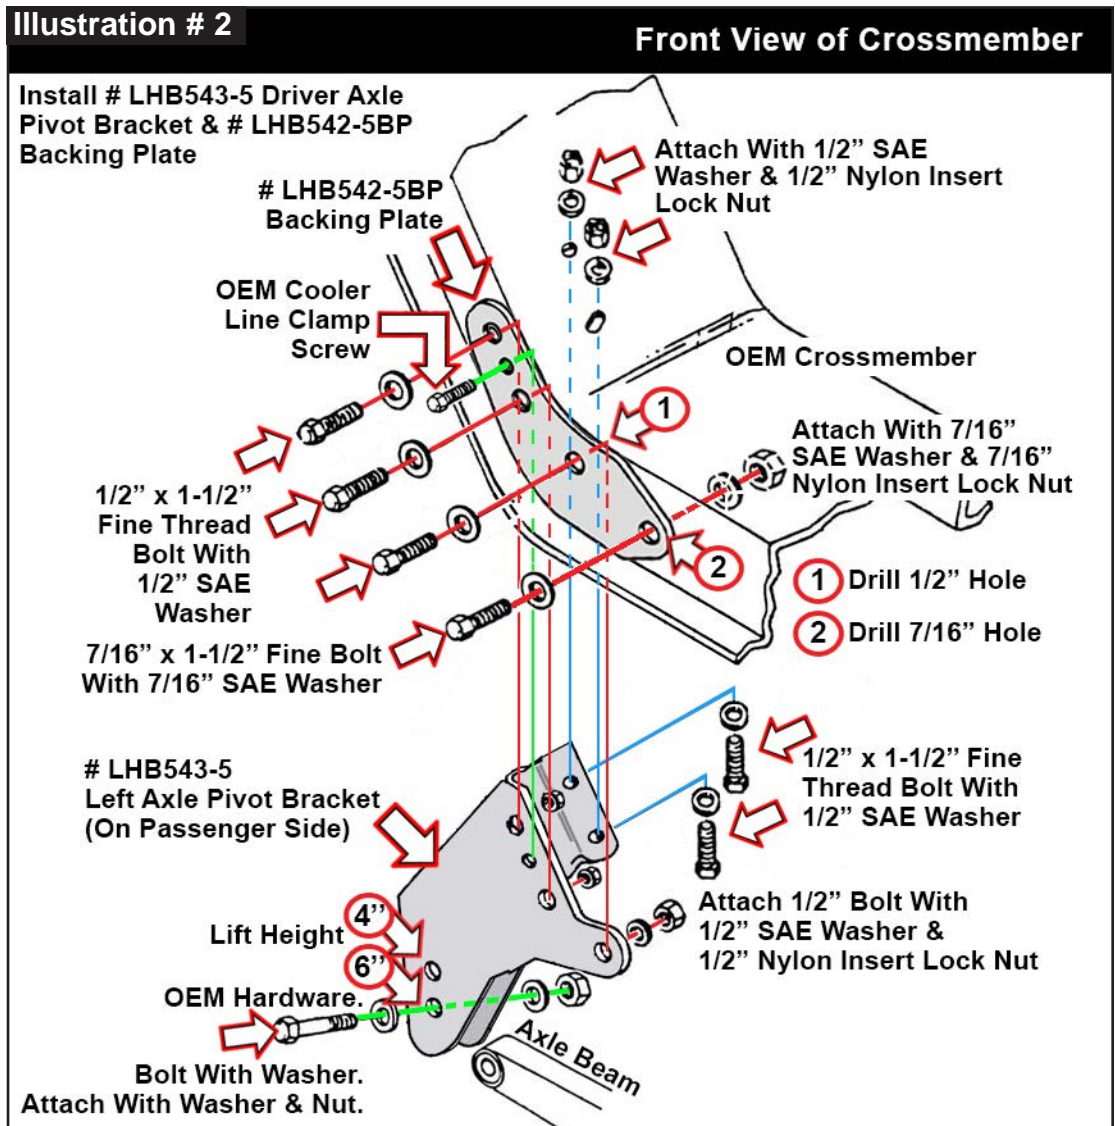 Illustration # 2
Front View of Crossmember
Install # LHB543-5 Driver Axle
Pivot Bracket & # LHB542-5BP
Backing Plate
# LHB542-5BP
Backing Plate
Attach With 1/2” SAE
Washer & 1/2” Nylon Insert
Lock Nut
OEM Cooler
Line Clamp
Screw
OEM Crossmember
1
Attach With 7/16”
SAE Washer & 7/16”
Nylon Insert Lock Nut
1/2” x 1-1/2”
Fine Thread
Bolt With
1/2” SAE
Washer
2
1 Drill 1/2” Hole
2 Drill 7/16” Hole
7/16” x 1-1/2” Fine Bolt
With 7/16” SAE Washer
# LHB543-5
Left Axle Pivot Bracket
(On Passenger Side)
1/2” x 1-1/2” Fine
Thread Bolt With
1/2” SAE Washer
4”
Lift Height
6”
Attach 1/2” Bolt With
1/2” SAE Washer &
1/2” Nylon Insert Lock Nut
OEM Hardware.
Axle Beam
Bolt With Washer.
Attach With Washer & Nut.